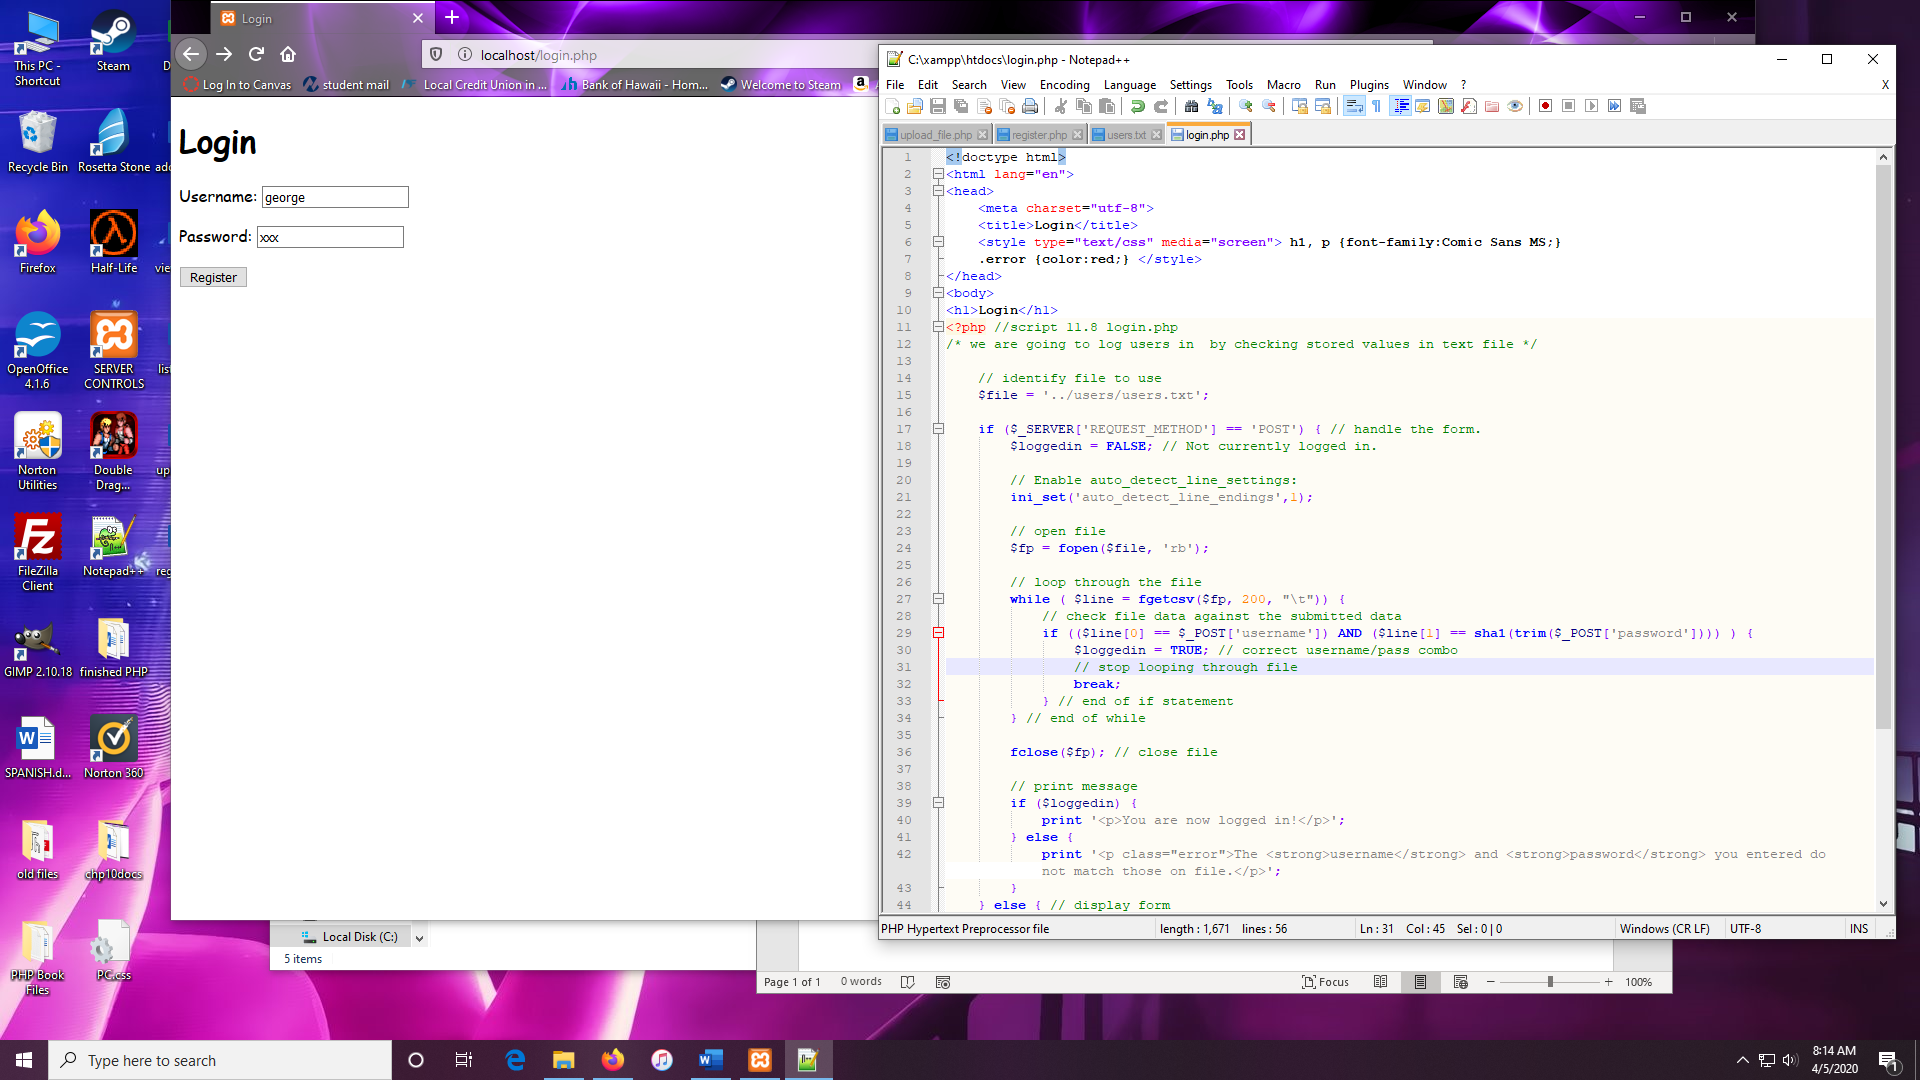 This PC - Shortcut
Steam
Recycle Bin
Rosetta Stone
Firefox
Half-Life
OpenOffice 4.1.6
SERVER CONTROLS
Norton Utilities
Double Drag...
FileZilla Client
Notepad++
GIMP 2.10.18
finished PHP
SPANISH.d...
Norton 360
old files
chp10docs
PHP Book Files
PC.css
Login
localhost/login.php
Log In to Canvas
student mail
Local Credit Union in ...
Bank of Hawaii - Hom...
Welcome to Steam
Login
Username: george
Password: xxx
Register
C:\xampp\htdocs\login.php - Notepad++
File Edit Search View Encoding Language Settings Tools Macro Run Plugins Window ? X
upload_file.php register.php users.txt login.php
1 <!doctype html>
2 <html lang="en">
3 <head>
4 <meta charset="utf-8">
5 <title>Login</title>
6 <style type="text/css" media="screen"> h1, p {font-family:Comic Sans MS;}
7 .error {color:red;} </style>
8 </head>
9 <body>
10 <h1>Login</h1>
11 <?php //script 11.8 login.php
12 /* we are going to log users in  by checking stored values in text file */
13
14 // identify file to use
15 $file = '../users/users.txt';
16
17 if ($_SERVER['REQUEST_METHOD'] == 'POST') { // handle the form.
18 $loggedin = FALSE; // Not currently logged in.
19
20 // Enable auto_detect_line_settings:
21 ini_set('auto_detect_line_endings',1);
22
23 // open file
24 $fp = fopen($file, 'rb');
25
26 // loop through the file
27 while ( $line = fgetcsv($fp, 200, "\t")) {
28 // check file data against the submitted data
29 if (($line[0] == $_POST['username']) AND ($line[1] == sha1(trim($_POST['password']))) ) {
30 $loggedin = TRUE; // correct username/pass combo
31 // stop looping through file
32 break;
33 } // end of if statement
34 } // end of while
35
36 fclose($fp); // close file
37
38 // print message
39 if ($loggedin) {
40 print '<p>You are now logged in!</p>';
41 } else {
42 print '<p class="error">The <strong>username</strong> and <strong>password</strong> you entered do
not match those on file.</p>';
43 }
44 } else { // display form
PHP Hypertext Preprocessor file length : 1,671 lines : 56 Ln : 31 Col : 45 Sel : 0 | 0 Windows (CR LF) UTF-8 INS
Local Disk (C:)
5 items
Page 1 of 1 0 words Focus 100%
Type here to search
8:14 AM
4/5/2020
1